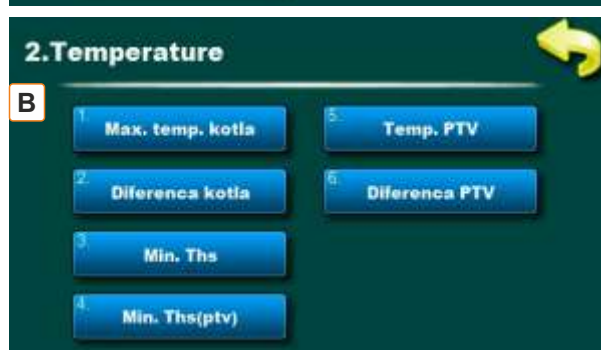 2.Temperature
B
1.
Max. temp. kotla
2.
Diferenca kotla
3.
Min. Ths
4.
Min. Ths(ptv)
5.
Temp. PTV
6.
Diferenca PTV